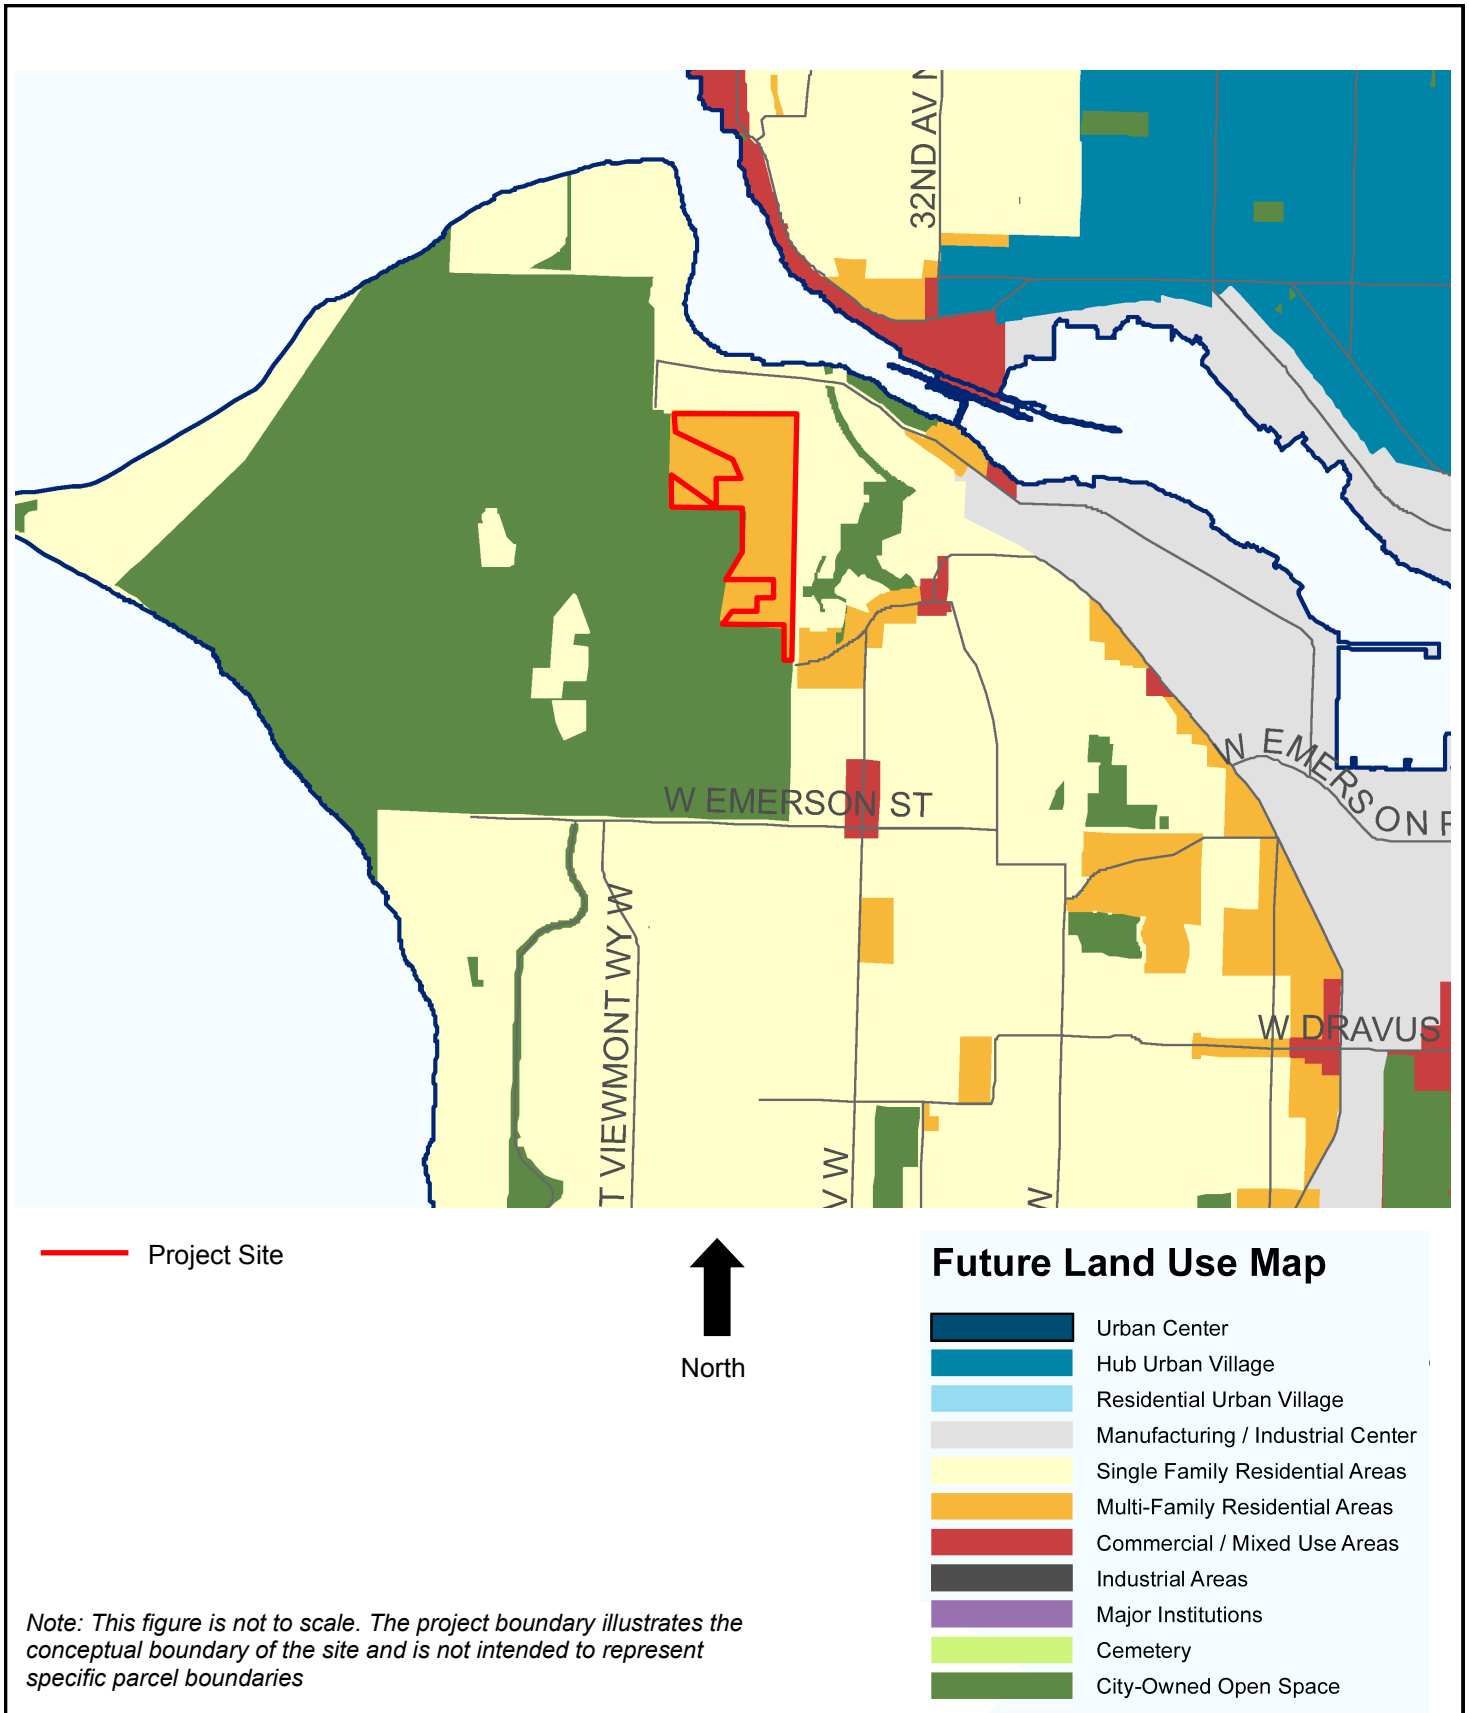 32ND AV N
W EMERSON ST
N EMERSON P
T VIEWMONT WY W
W DRAVUS
V W
W
Project Site
North
Future Land Use Map
Urban Center
Hub Urban Village
Residential Urban Village
Manufacturing / Industrial Center
Single Family Residential Areas
Multi-Family Residential Areas
Commercial / Mixed Use Areas
Industrial Areas
Major Institutions
Cemetery
City-Owned Open Space
Note: This figure is not to scale. The project boundary illustrates the
conceptual boundary of the site and is not intended to represent
specific parcel boundaries